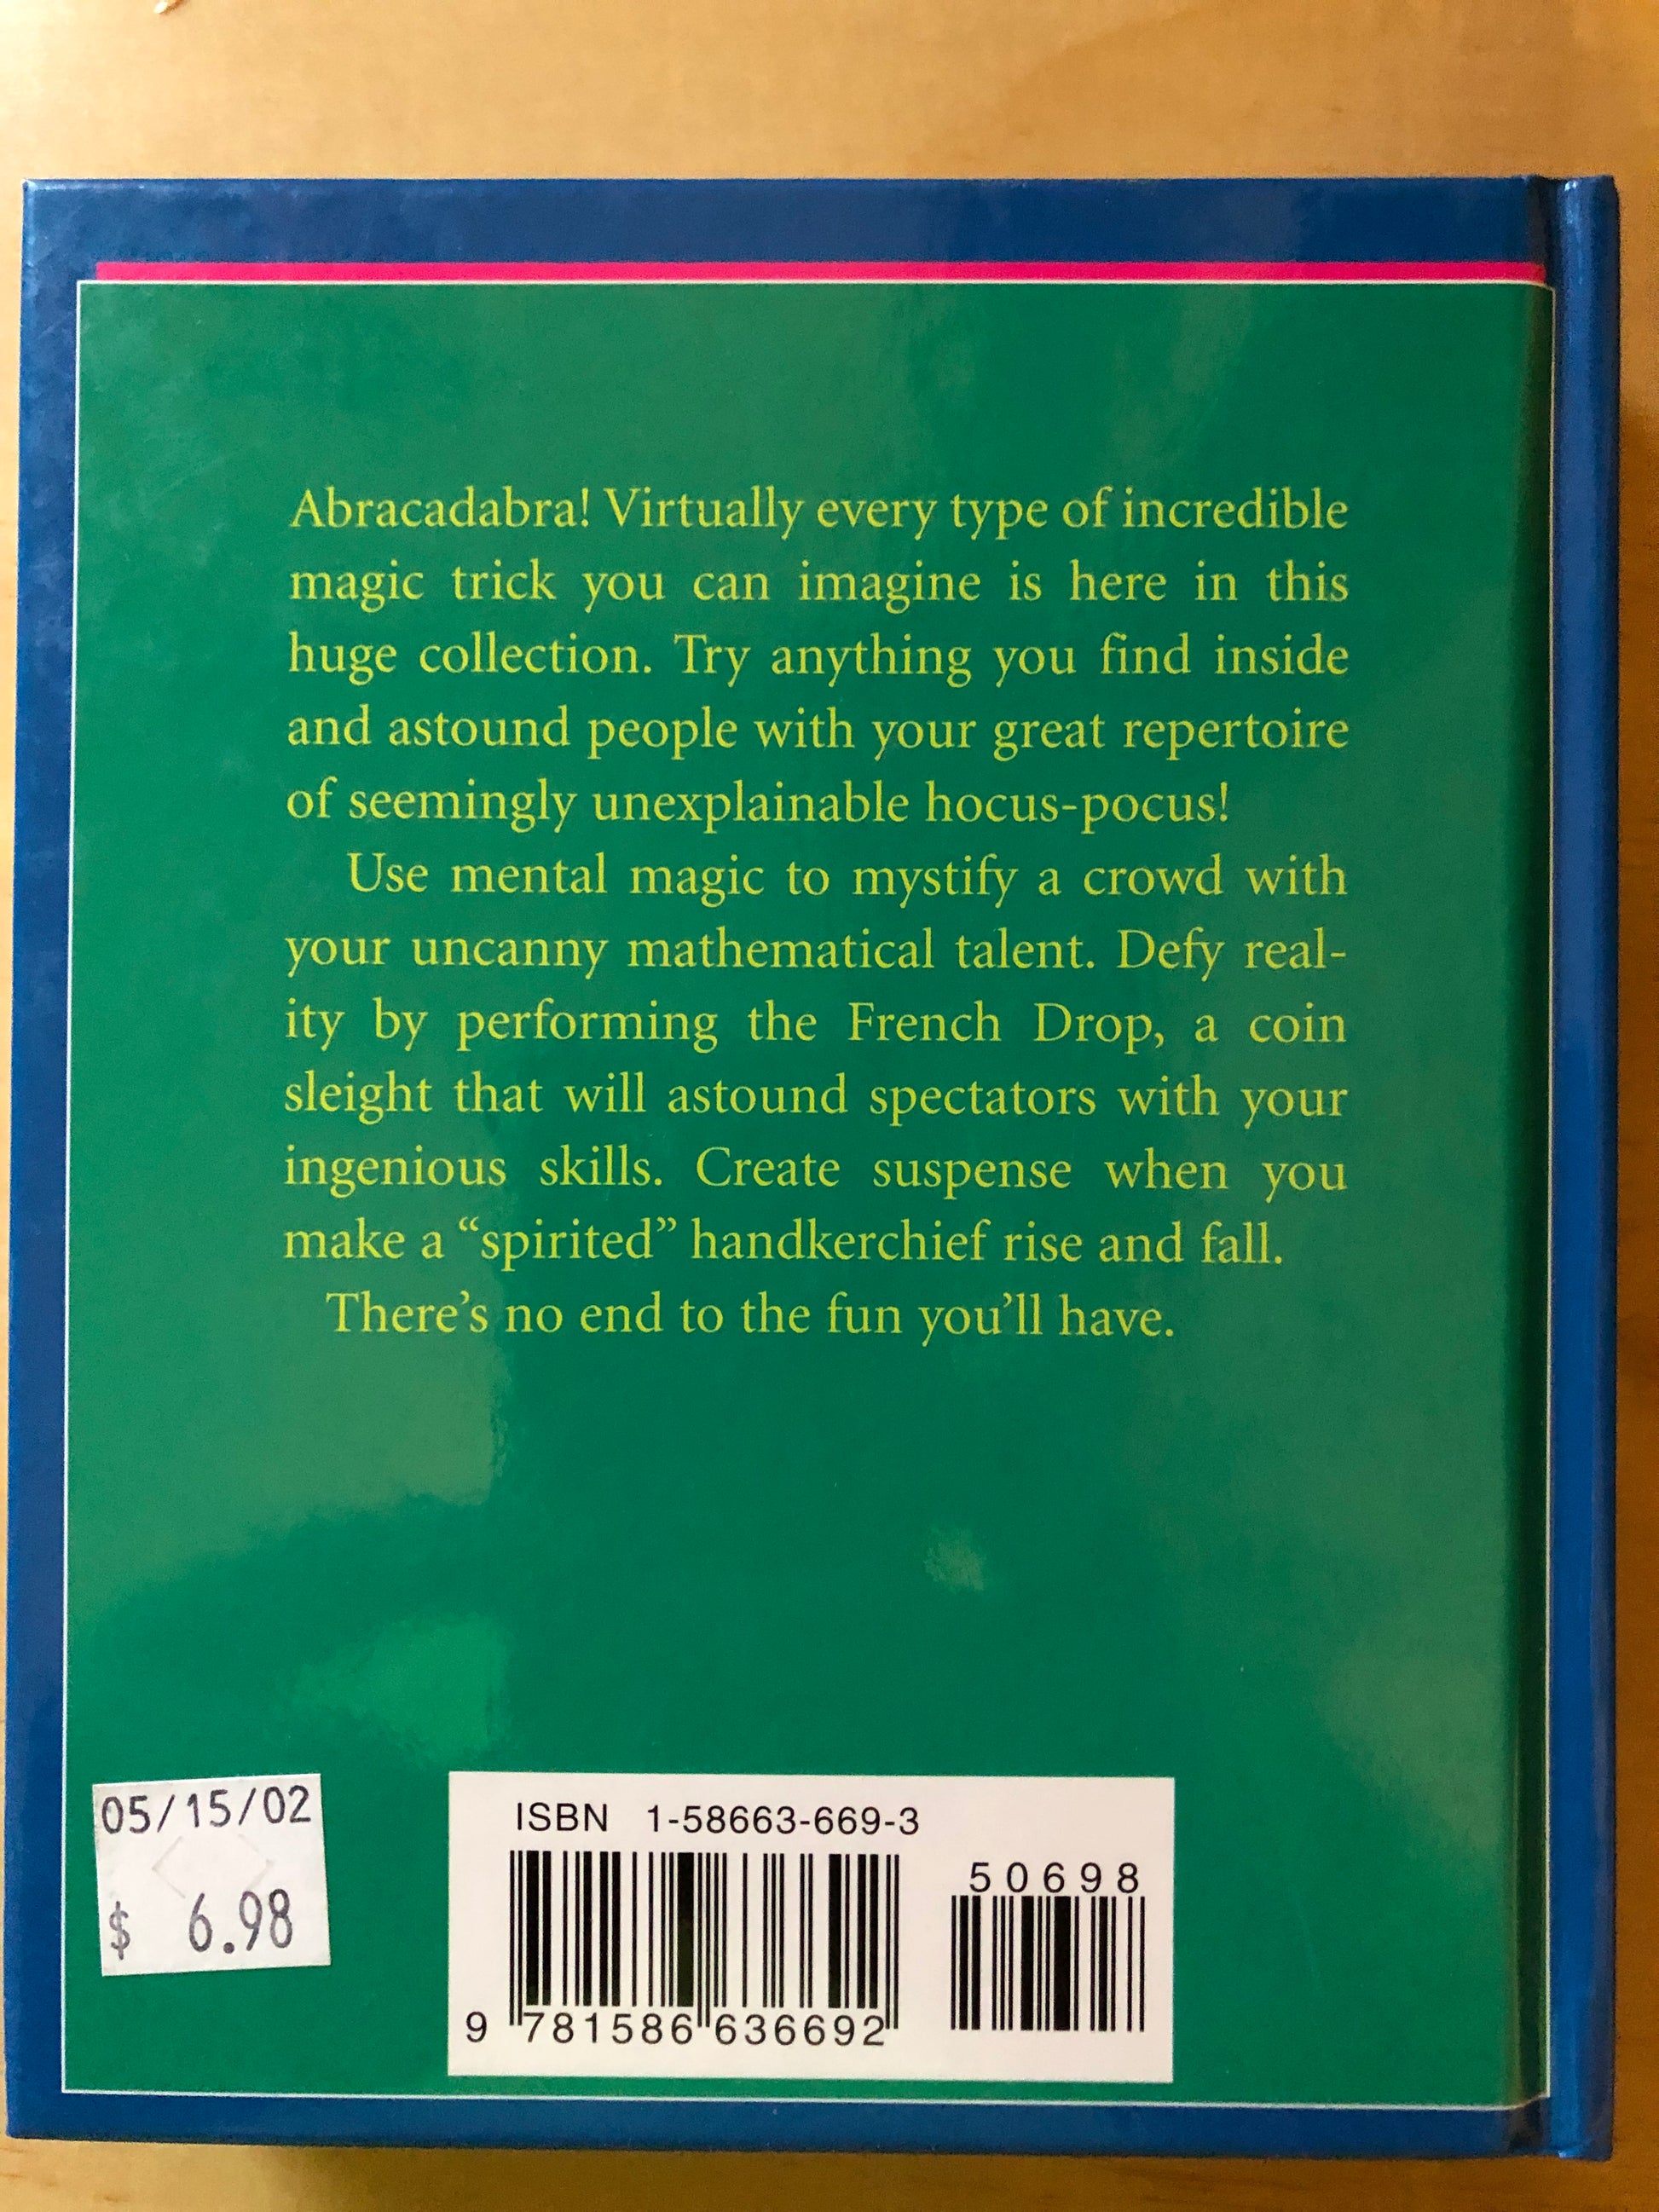 Abracadabra! Virtually every type of incredible
magic trick you can imagine is here in this
huge collection. Try anything you find inside
and astound people with your great repertoire
of seemingly unexplainable hocus-pocus!
Use mental magic to mystify a crowd with
your uncanny mathematical talent. Defy real-
ity by performing the French Drop, a coin
sleight that will astound spectators with your
ingenious skills. Create suspense when you
make a “spirited” handkerchief rise and fall.
There’s no end to the fun you’ll have.
05/15/02
$ 6.98
ISBN 1-58663-669-3
50698
9 781586 636692